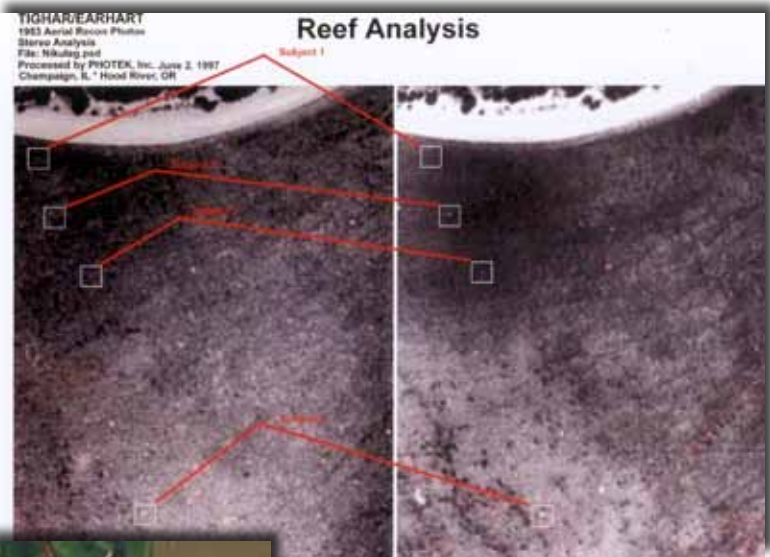 TIGHAR/EARHART
1953 Aerial Recon Photos
Stereo Analysis
File: Nikulag.psd
Processed by PHOTEK, Inc. June 2, 1997
Champaign, IL * Hood River, OR
Reef Analysis
Subject 1